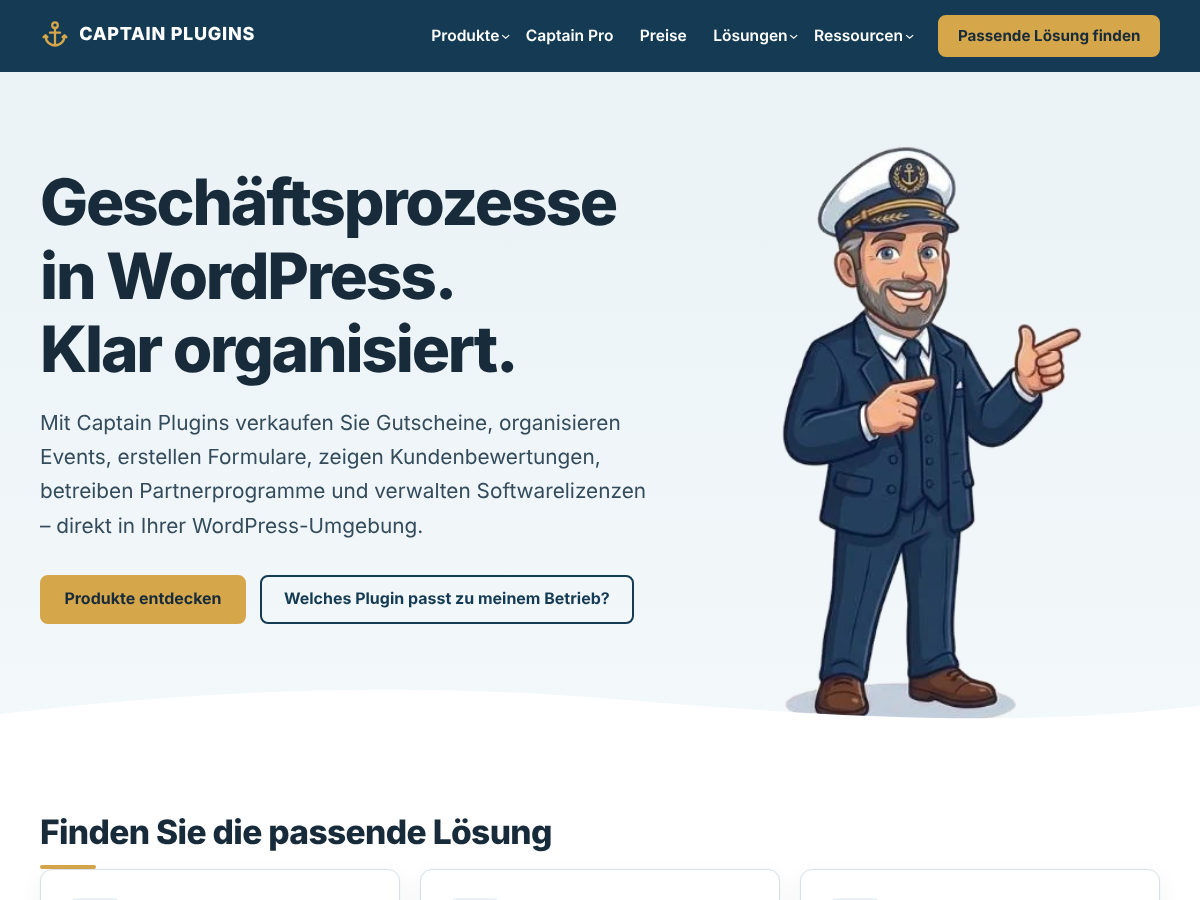 CAPTAIN PLUGINS
Produkte
Captain Pro
Preise
Lösungen
Ressourcen
Passende Lösung finden
Geschäftsprozesse
in WordPress.
Klar organisiert.
Mit Captain Plugins verkaufen Sie Gutscheine, organisieren
Events, erstellen Formulare, zeigen Kundenbewertungen,
betreiben Partnerprogramme und verwalten Softwarelizenzen
– direkt in Ihrer WordPress-Umgebung.
Produkte entdecken
Welches Plugin passt zu meinem Betrieb?
Finden Sie die passende Lösung